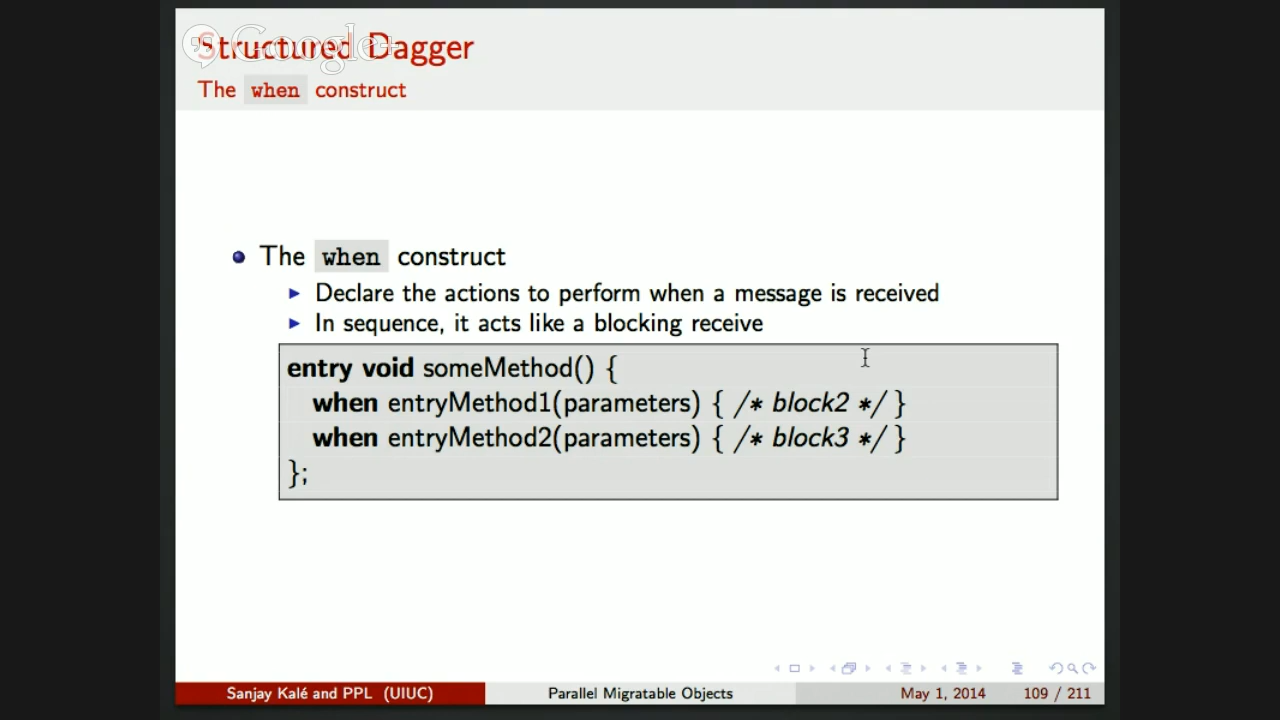 Structured Dagger
Google+
The when construct
The when construct
Declare the actions to perform when a message is received
In sequence, it acts like a blocking receive
entry void someMethod() {
when entryMethod1(parameters) { /* block2 */ }
when entryMethod2(parameters) { /* block3 */ }
};
Sanjay Kalé and PPL (UIUC) Parallel Migratable Objects May 1, 2014 109 / 211